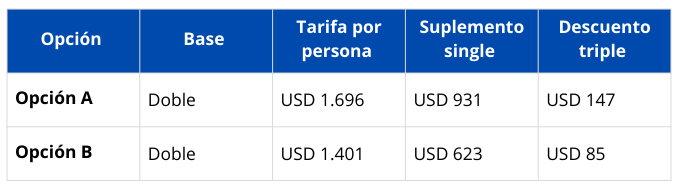 Opción Base Tarifa por persona Suplemento single Descuento triple
Opción A Doble USD 1.696 USD 931 USD 147
Opción B Doble USD 1.401 USD 623 USD 85